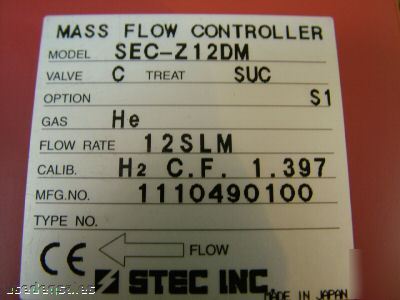 MASS FLOW CONTROLLER
MODEL SEC-Z12DM
VALVE C TREAT SUC
OPTION S1
GAS He
FLOW RATE 12SLM
CALIB. H2 C.F. 1.397
MFG.NO. 1110490100
TYPE NO.
CE FLOW
STEC INC.
MADE IN JAPAN